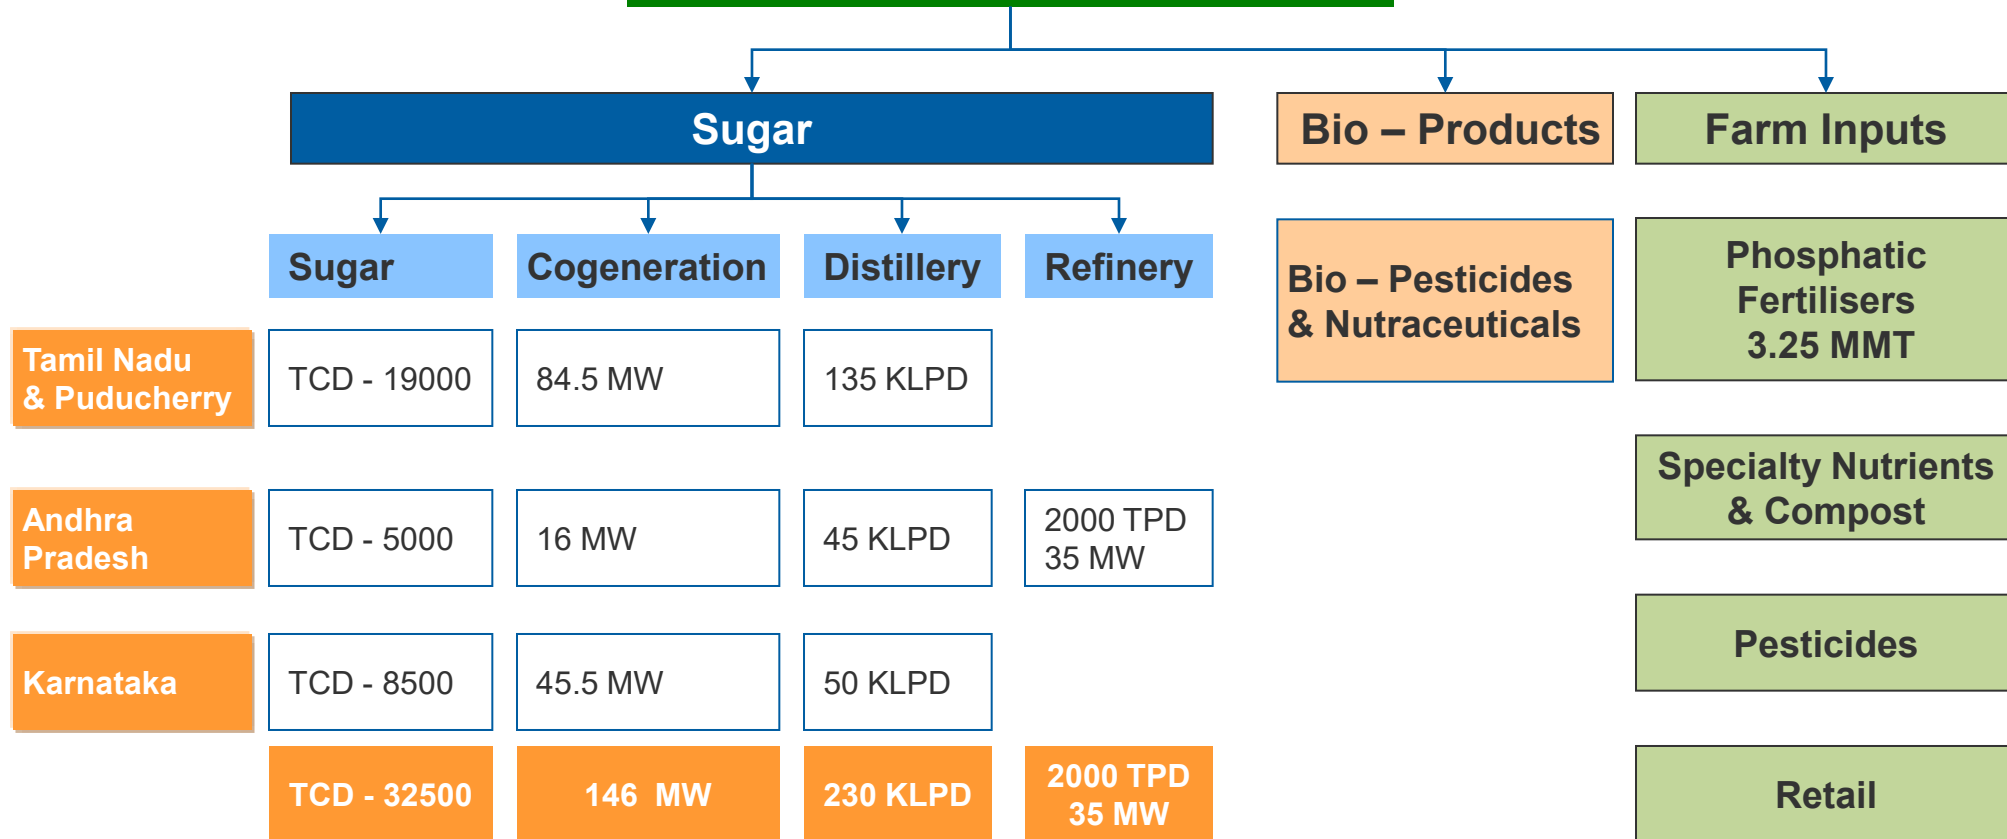 Sugar
Bio – Products
Farm Inputs
Sugar
Cogeneration
Distillery
Refinery
Bio – Pesticides
& Nutraceuticals
Phosphatic
Fertilisers
3.25 MMT
Tamil Nadu
& Puducherry
TCD - 19000
84.5 MW
135 KLPD
Specialty Nutrients
& Compost
Andhra
Pradesh
TCD - 5000
16 MW
45 KLPD
2000 TPD
35 MW
Pesticides
Karnataka
TCD - 8500
45.5 MW
50 KLPD
TCD - 32500
146 MW
230 KLPD
2000 TPD
35 MW
Retail